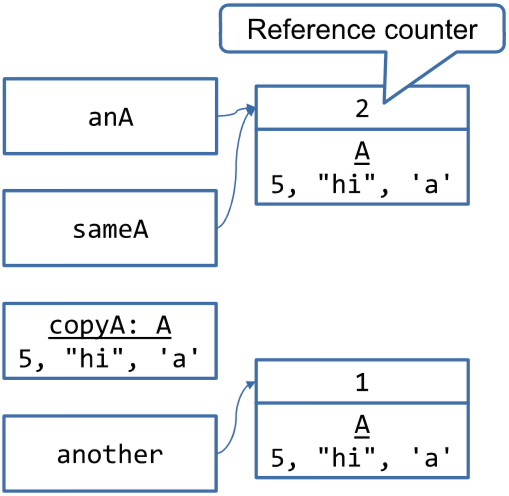 Reference counter
anA
2
A
5, "hi", 'a'
sameA
copyA: A
5, "hi", 'a'
1
A
5, "hi", 'a'
another